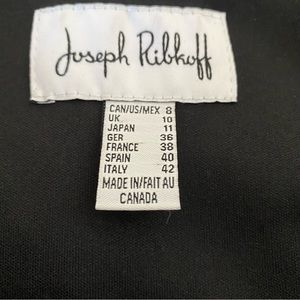 Joseph Ribkoff
CAN/US/MEX 8
UK 10
JAPAN 11
GER 36
FRANCE 38
SPAIN 40
ITALY 42
MADE IN/FAIT AU
CANADA